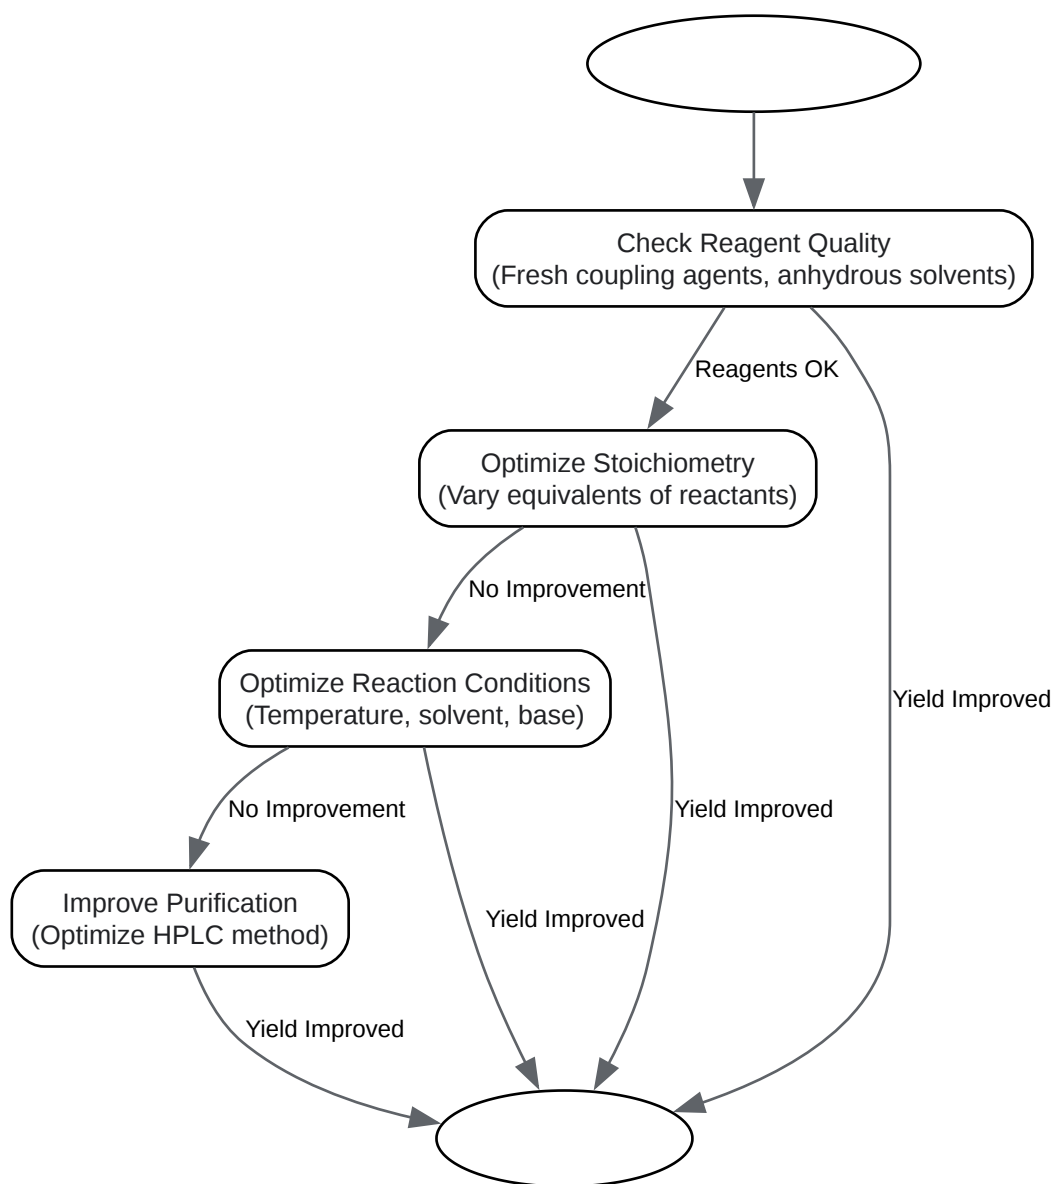 Check Reagent Quality
(Fresh coupling agents, anhydrous solvents)
Reagents OK
Optimize Stoichiometry
(Vary equivalents of reactants)
No Improvement
Optimize Reaction Conditions
(Temperature, solvent, base)
Yield Improved
No Improvement
Yield Improved
Improve Purification
(Optimize HPLC method)
Yield Improved
Yield Improved